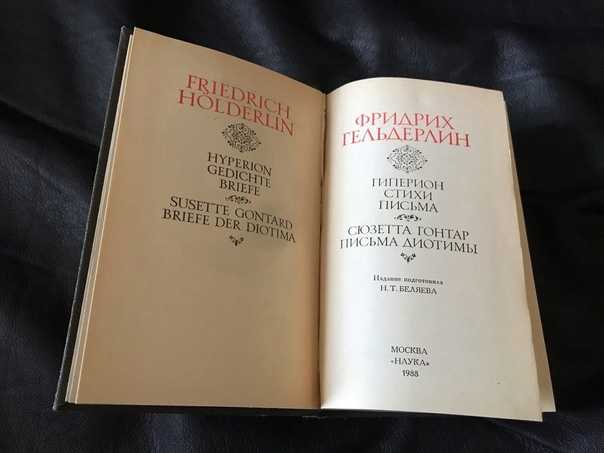 FRIEDRICH
HÖLDERLIN
HYPERION
GEDICHTE
BRIEFE
SUSETTE GONTARD
BRIEFE DER DIOTIMA
ФРИДРИХ
ГЕЛЬДЕРЛИН
ГИПЕРИОН
СТИХИ
ПИСЬМА
СЮЗЕТТА ГОНТАР
ПИСЬМА ДИОТИМЫ
Издание подготовила
Н. Т. БЕЛЯЕВА
МОСКВА
«НАУКА»
1988